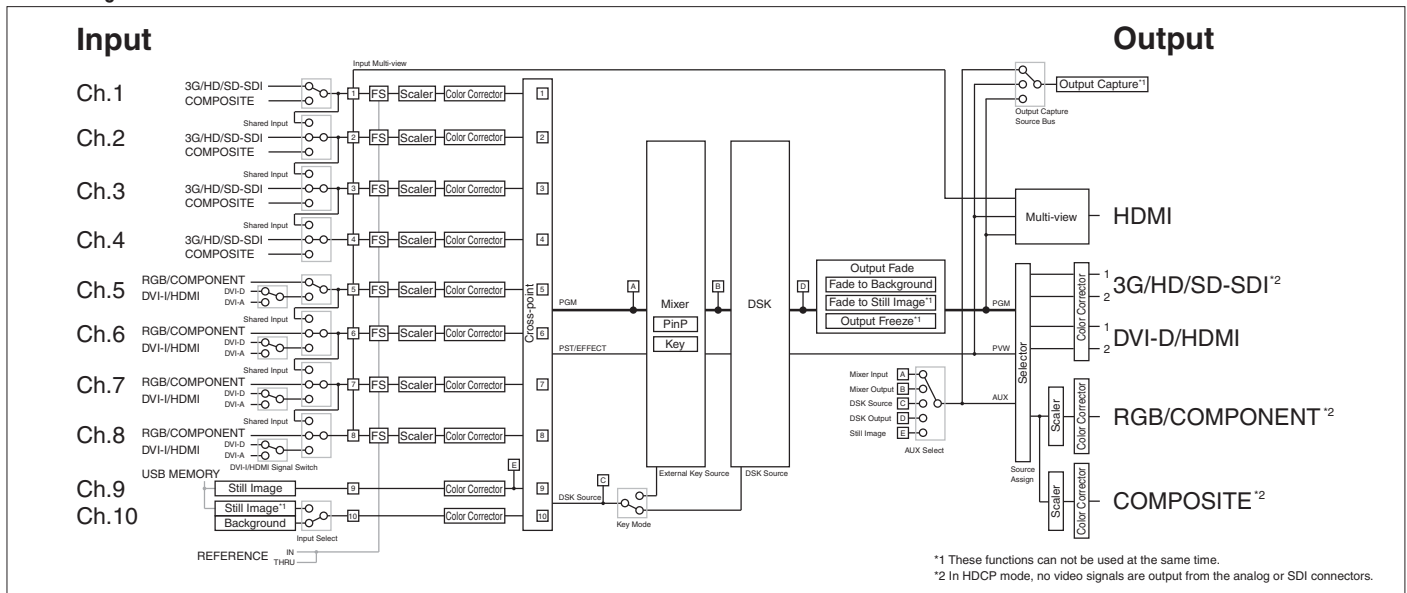 Input
Output
Input Multi-view
Ch.1
3G/HD/SD-SDI
COMPOSITE
1
FS
Scaler
Color Corrector
1
Output Capture*1
Output Capture
Source Bus
Shared Input
Ch.2
3G/HD/SD-SDI
COMPOSITE
2
FS
Scaler
Color Corrector
2
Shared Input
Ch.3
3G/HD/SD-SDI
COMPOSITE
3
FS
Scaler
Color Corrector
3
Shared Input
Ch.4
3G/HD/SD-SDI
COMPOSITE
4
FS
Scaler
Color Corrector
4
Ch.5
RGB/COMPONENT
DVI-I/HDMI
DVI-D
DVI-A
5
FS
Scaler
Color Corrector
5
Shared Input
Ch.6
RGB/COMPONENT
DVI-I/HDMI
DVI-D
DVI-A
6
FS
Scaler
Color Corrector
6
Shared Input
Ch.7
RGB/COMPONENT
DVI-I/HDMI
DVI-D
DVI-A
7
FS
Scaler
Color Corrector
7
Shared Input
Ch.8
RGB/COMPONENT
DVI-I/HDMI
DVI-D
DVI-A
8
FS
Scaler
Color Corrector
8
DVI-I/HDMI Signal Switch
USB MEMORY
Ch.9
Still Image
9
Color Corrector
E
9
Ch.10
Still Image*1
Background
Input Select
10
Color Corrector
10
REFERENCE
IN
THRU
Cross-point
PGM
PST/EFFECT
DSK Source
A
Mixer
PinP
Key
B
DSK
D
External Key Source
DSK Source
C
Key Mode
Output Fade
Fade to Background
Fade to Still Image*1
Output Freeze*1
Mixer Input
A
Mixer Output
B
DSK Source
C
DSK Output
D
Still Image
E
AUX Select
PGM
PVW
AUX
Selector
Source
Assign
Multi-view
HDMI
Color Corrector
1
2
3G/HD/SD-SDI*2
1
2
DVI-D/HDMI
Scaler
Color Corrector
RGB/COMPONENT*2
Scaler
Color Corrector
COMPOSITE*2
*1 These functions can not be used at the same time.
*2 In HDCP mode, no video signals are output from the analog or SDI connectors.